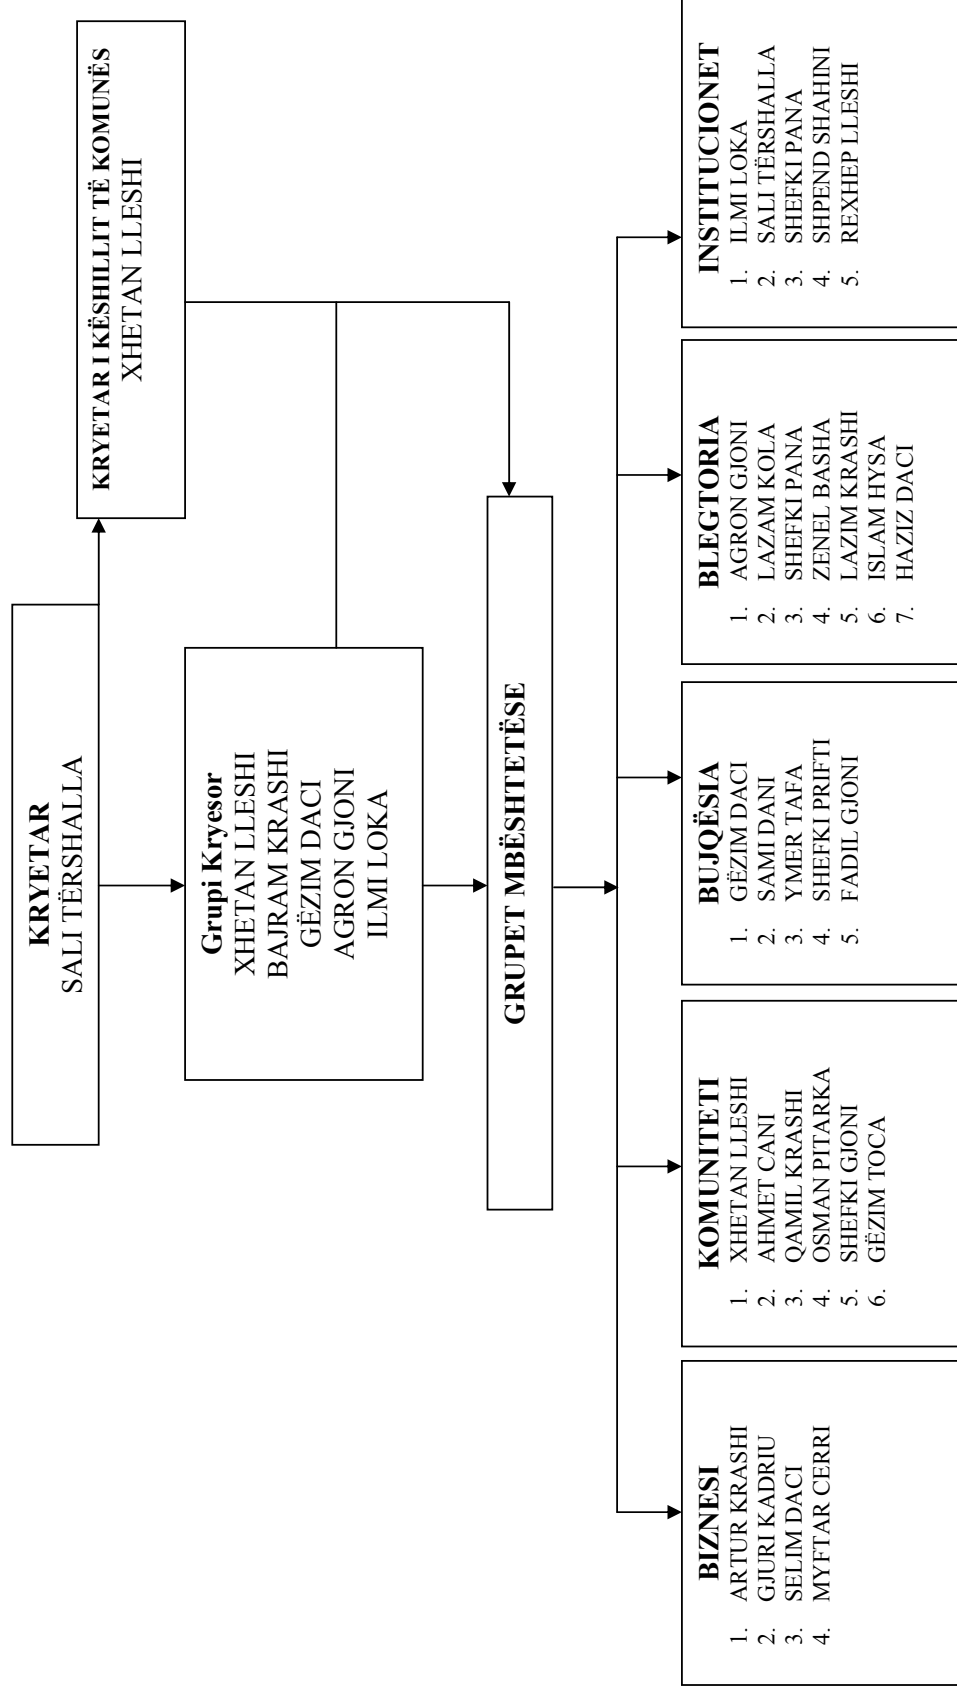 KRYETAR
SALI TËRSHALLA
KRYETAR I KËSHILLIT TË KOMUNËS
XHETAN LLESHI
Grupi Kryesor
XHETAN LLESHI
BAJRAM KRASHI
GËZIM DACI
AGRON GJONI
ILMI LOKA
GRUPET MBËSHTETËSE
BIZNESI
1. ARTUR KRASHI
2. GJURI KADRIU
3. SELIM DACI
4. MYFTAR CERRI
KOMUNITETI
1. XHETAN LLESHI
2. AHMET CANI
3. QAMIL KRASHI
4. OSMAN PITARKA
5. SHEFKI GJONI
6. GËZIM TOCA
BUJQËSIA
1. GËZIM DACI
2. SAMI DANI
3. YMER TAFA
4. SHEFKI PRIFTI
5. FADIL GJONI
BLEGTORIA
1. AGRON GJONI
2. LAZAM KOLA
3. SHEFKI PANA
4. ZENEL BASHA
5. LAZIM KRASHI
6. ISLAM HYSA
7. HAZIZ DACI
INSTITUCIONET
1. ILMI LOKA
2. SALI TËRSHALLA
3. SHEFKI PANA
4. SHPEND SHAHINI
5. REXHEP LLESHI